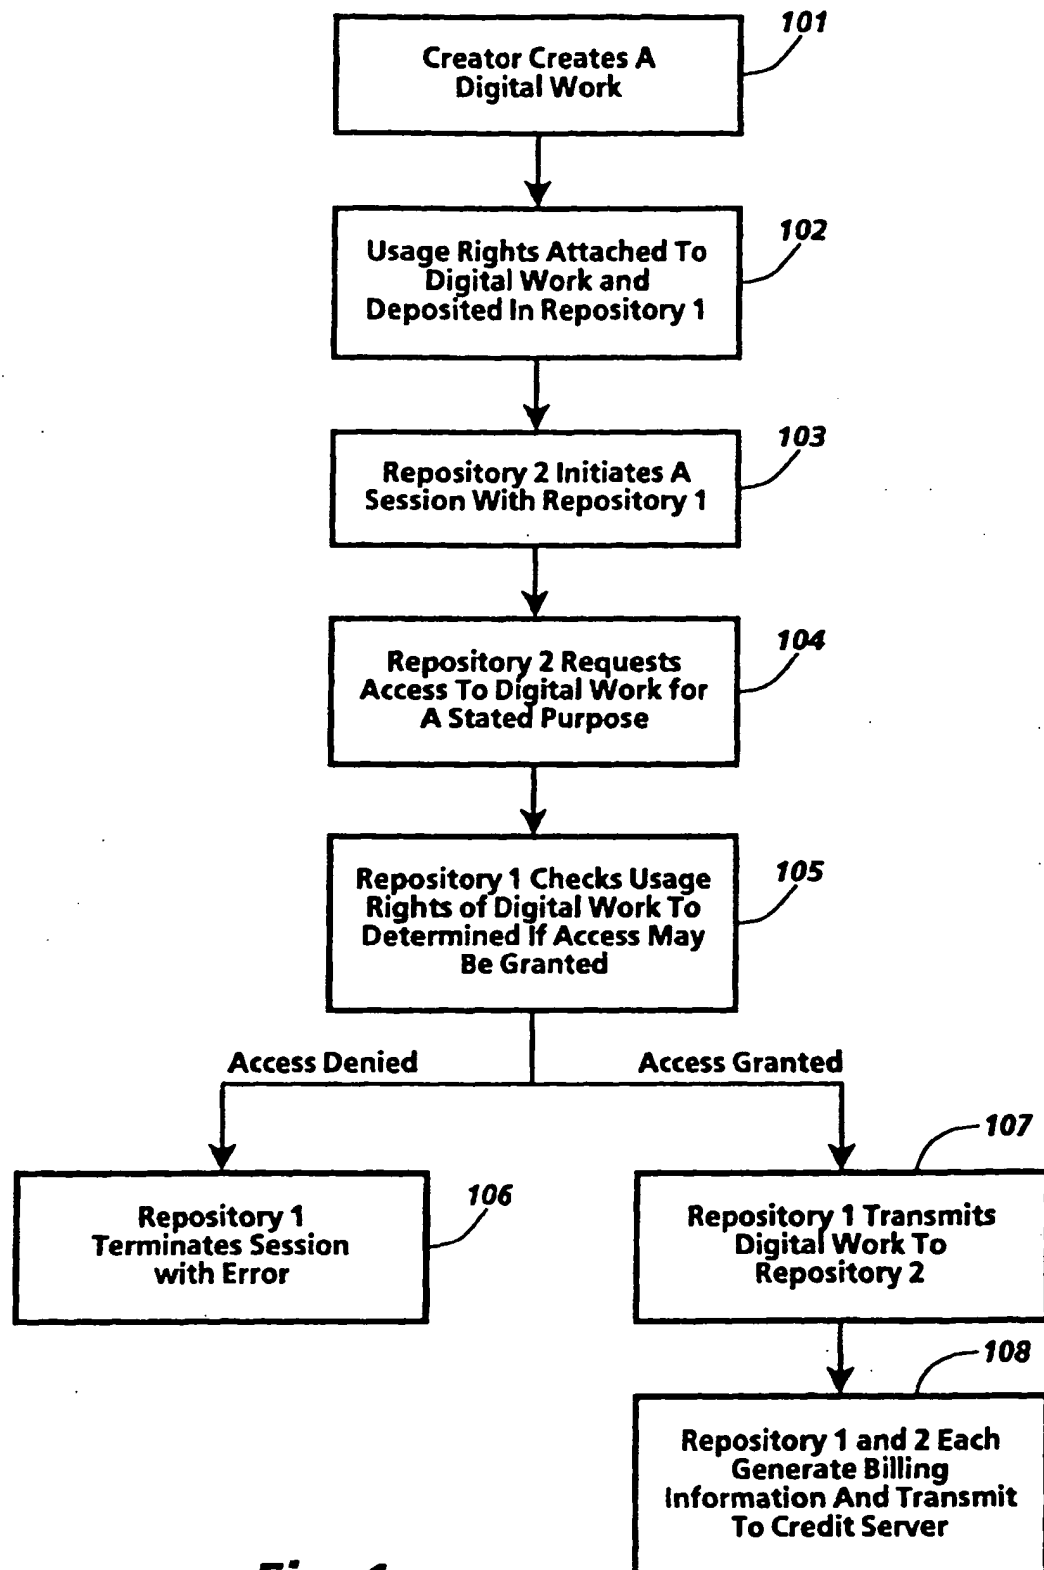 101
Creator Creates A
Digital Work
102
Usage Rights Attached To
Digital Work and
Deposited In Repository 1
103
Repository 2 Initiates A
Session With Repository 1
104
Repository 2 Requests
Access To Digital Work for
A Stated Purpose
105
Repository 1 Checks Usage
Rights of Digital Work To
Determined If Access May
Be Granted
Access Denied
Access Granted
107
106
Repository 1
Terminates Session
with Error
Repository 1 Transmits
Digital Work To
Repository 2
108
Repository 1 and 2 Each
Generate Billing
Information And Transmit
To Credit Server